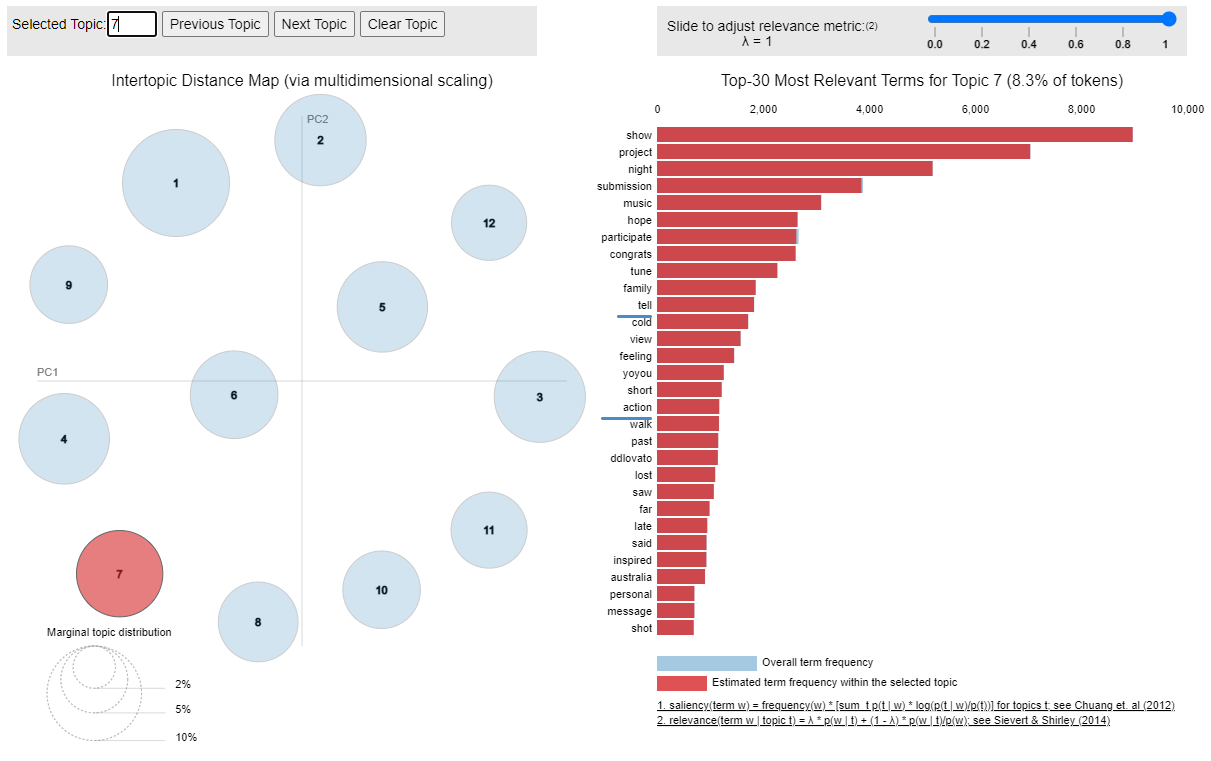 Selected Topic: 7 Previous Topic Next Topic Clear Topic
Slide to adjust relevance metric:(2)
λ = 1
0.0 0.2 0.4 0.6 0.8 1
Intertopic Distance Map (via multidimensional scaling)
PC2
PC1
1
2
12
9
5
6
3
4
11
7
10
8
Marginal topic distribution
2%
5%
10%
Top-30 Most Relevant Terms for Topic 7 (8.3% of tokens)
0 2,000 4,000 6,000 8,000 10,000
show
project
night
submission
music
hope
participate
congrats
tune
family
tell
cold
view
feeling
yoyou
short
action
walk
past
ddlovato
lost
saw
far
late
said
inspired
australia
personal
message
shot
Overall term frequency
Estimated term frequency within the selected topic
1. saliency(term w) = frequency(w) * [sum_t p(t | w) * log(p(t | w)/p(t))] for topics t; see Chuang et. al (2012)
2. relevance(term w | topic t) = λ * p(w | t) + (1 - λ) * p(w | t)/p(w); see Sievert & Shirley (2014)